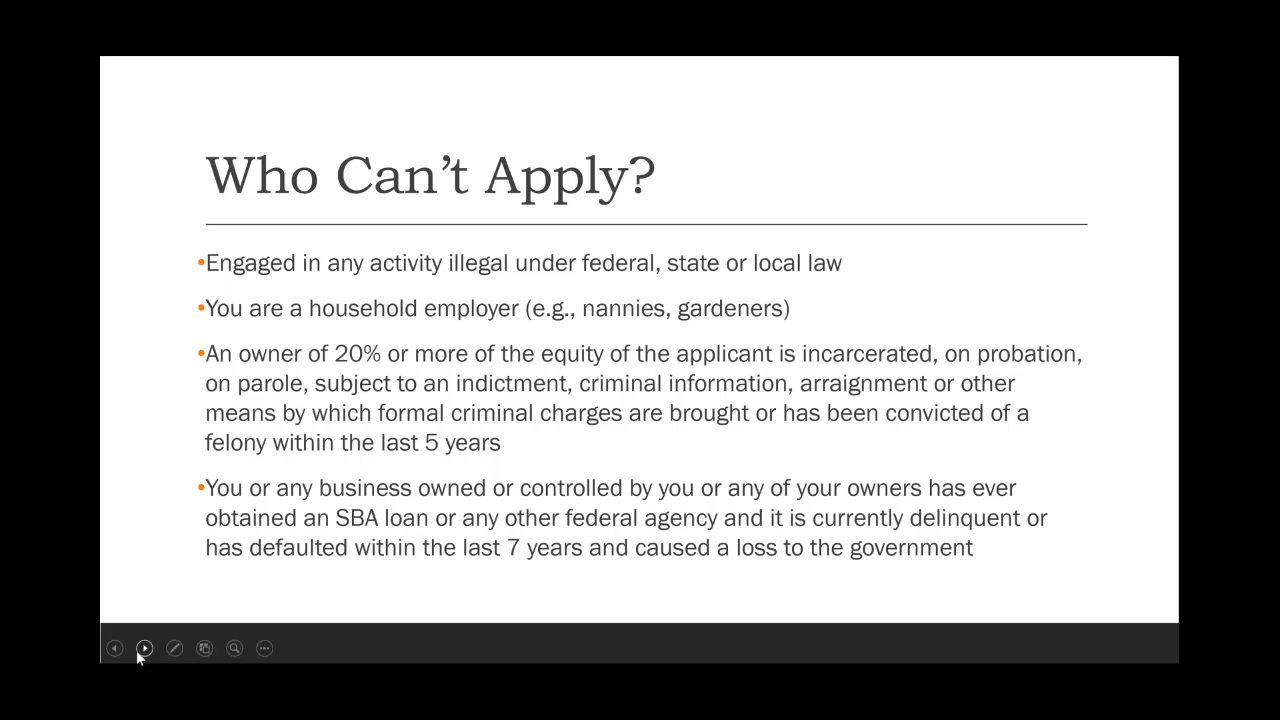 Who Can’t Apply?
•Engaged in any activity illegal under federal, state or local law
•You are a household employer (e.g., nannies, gardeners)
•An owner of 20% or more of the equity of the applicant is incarcerated, on probation,
on parole, subject to an indictment, criminal information, arraignment or other
means by which formal criminal charges are brought or has been convicted of a
felony within the last 5 years
•You or any business owned or controlled by you or any of your owners has ever
obtained an SBA loan or any other federal agency and it is currently delinquent or
has defaulted within the last 7 years and caused a loss to the government